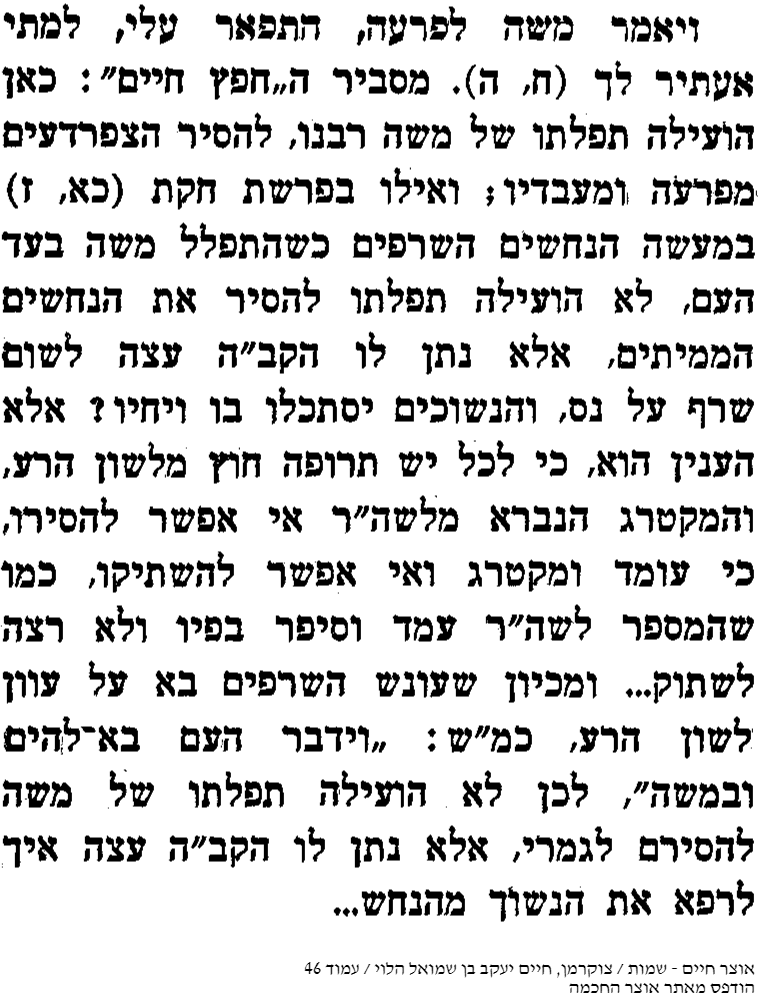 ויאמר משה לפרעה, התפאר עלי, למתי
אעתיר לך (ח, ה). מסביר ה„חפץ חיים": כאן
הועילה תפלתו של משה רבנו, להסיר הצפרדעים
מפרעה ומעבדיו; ואילו בפרשת חקת (כא, ז)
במעשה הנחשים השרפים כשהתפלל משה בעד
העם, לא הועילה תפלתו להסיר את הנחשים
הממיתים, אלא נתן לו הקב"ה עצה לשום
שרף על נס, והנשוכים יסתכלו בו ויחיו? אלא
הענין הוא, כי לכל יש תרופה חוץ מלשון הרע,
והמקטרג הנברא מלשה"ר אי אפשר להסירו,
כי עומד ומקטרג ואי אפשר להשתיקו, כמו
שהמספר לשה"ר עמד וסיפר בפיו ולא רצה
לשתוק... ומכיון שעונש השרפים בא על עוון
לשון הרע, כמ"ש: „וידבר העם בא־להים
ובמשה", לכן לא הועילה תפלתו של משה
להסירם לגמרי, אלא נתן לו הקב"ה עצה איך
לרפא את הנשוך מהנחש...
אוצר חיים - שמות / צוקרמן, חיים יעקב בן שמואל הלוי / עמוד 46
הודפס מאתר אוצר החכמה